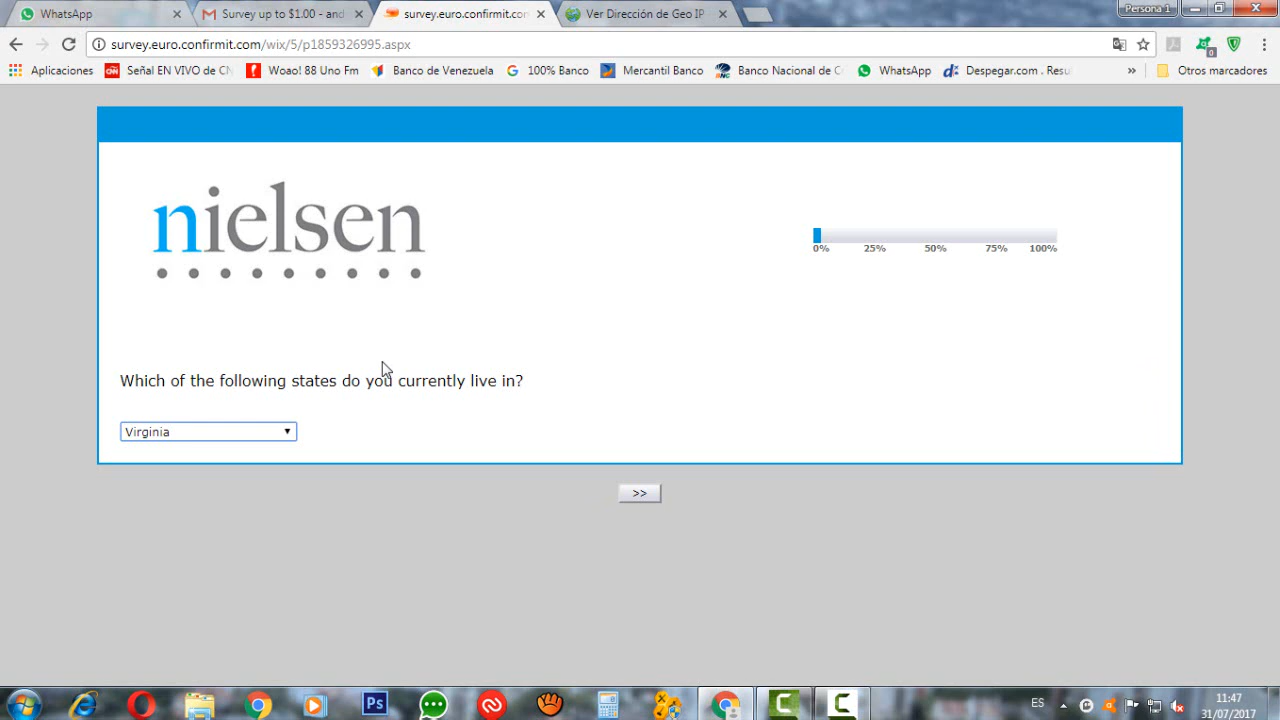 WhatsApp
Survey up to $1.00 - and
survey.euro.confirmit.con
Ver Dirección de Geo IP
Persona 1
survey.euro.confirmit.com/wix/5/p1859326995.aspx
Aplicaciones
Señal EN VIVO de CN
Woao! 88 Uno Fm
Banco de Venezuela
100% Banco
Mercantil Banco
Banco Nacional de C
WhatsApp
Despegar.com . Resu
»
Otros marcadores
nielsen
0% 25% 50% 75% 100%
Which of the following states do you currently live in?
Virginia
>>
Ps
ES
11:47
31/07/2017